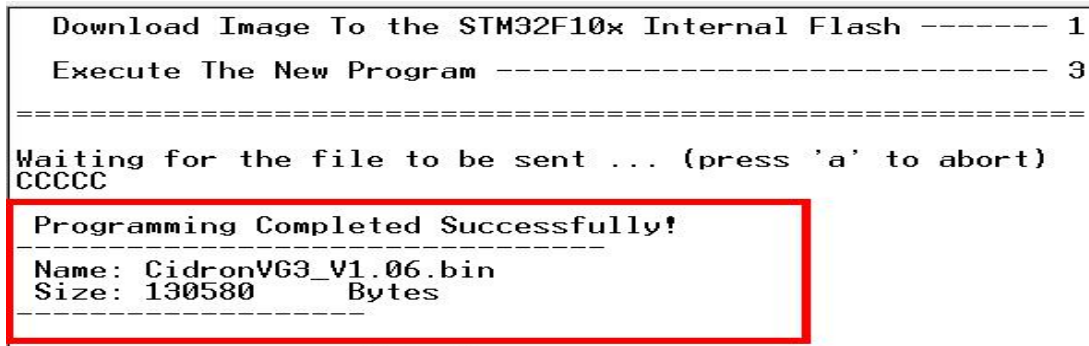 Download Image To the STM32F10x Internal Flash ------- 1
Execute The New Program ------------------------------ 3
==========================================================
Waiting for the file to be sent ... (press 'a' to abort)
CCCCC
Programming Completed Successfully!
--------------------------------
Name: CidronVG3_V1.06.bin
Size: 130580 Bytes
-------------------